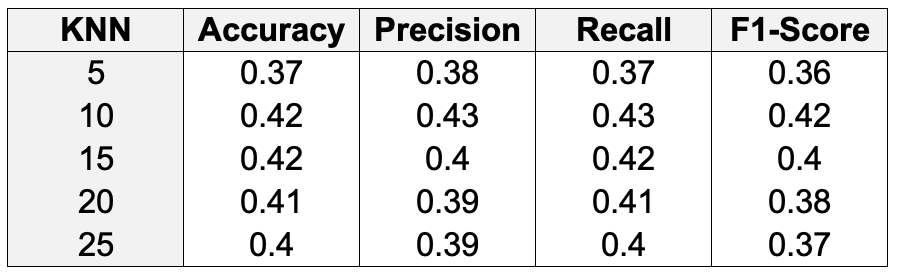 KNN Accuracy Precision Recall F1-Score
5 0.37 0.38 0.37 0.36
10 0.42 0.43 0.43 0.42
15 0.42 0.4 0.42 0.4
20 0.41 0.39 0.41 0.38
25 0.4 0.39 0.4 0.37